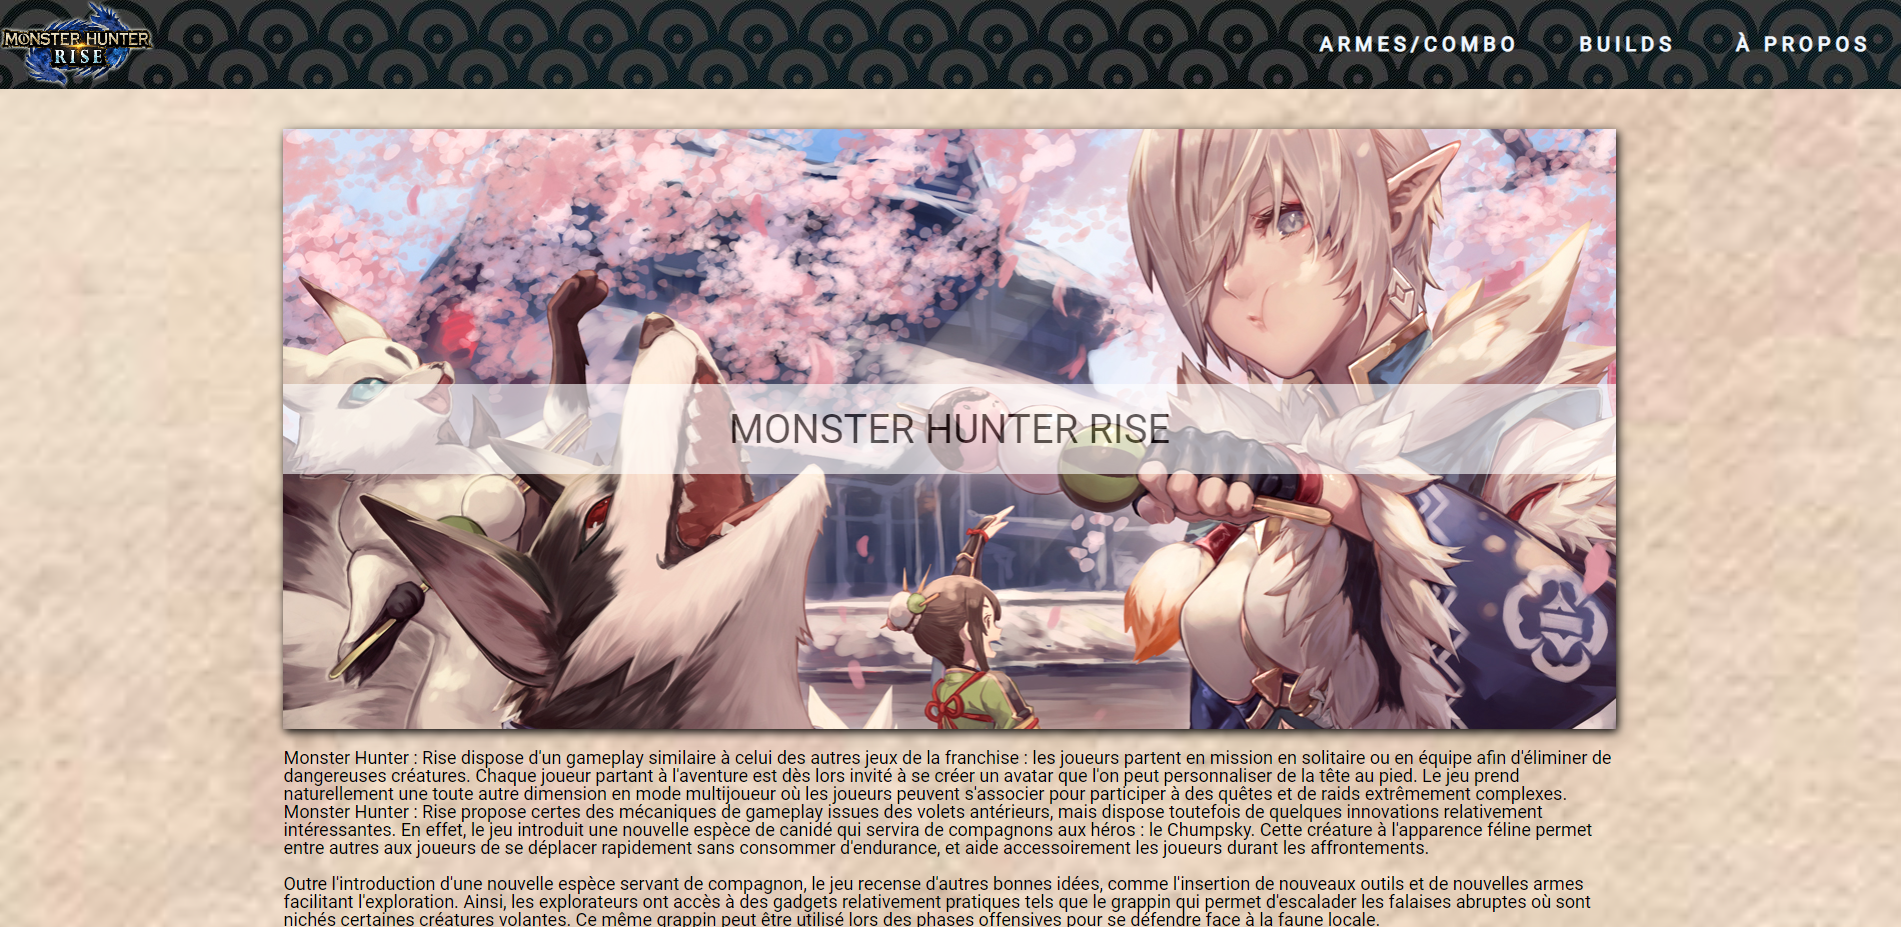 MONSTER HUNTER
RISE
ARMES/COMBO BUILDS À PROPOS
MONSTER HUNTER RISE
Monster Hunter : Rise dispose d'un gameplay similaire à celui des autres jeux de la franchise : les joueurs partent en mission en solitaire ou en équipe afin d'éliminer de
dangereuses créatures. Chaque joueur partant à l'aventure est dès lors invité à se créer un avatar que l'on peut personnaliser de la tête au pied. Le jeu prend
naturellement une toute autre dimension en mode multijoueur où les joueurs peuvent s'associer pour participer à des quêtes et de raids extrêmement complexes.
Monster Hunter : Rise propose certes des mécaniques de gameplay issues des volets antérieurs, mais dispose toutefois de quelques innovations relativement
intéressantes. En effet, le jeu introduit une nouvelle espèce de canidé qui servira de compagnons aux héros : le Chumpsky. Cette créature à l'apparence féline permet
entre autres aux joueurs de se déplacer rapidement sans consommer d'endurance, et aide accessoirement les joueurs durant les affrontements.
Outre l'introduction d'une nouvelle espèce servant de compagnon, le jeu recense d'autres bonnes idées, comme l'insertion de nouveaux outils et de nouvelles armes
facilitant l'exploration. Ainsi, les explorateurs ont accès à des gadgets relativement pratiques tels que le grappin qui permet d'escalader les falaises abruptes où sont
nichés certaines créatures volantes. Ce même grappin peut être utilisé lors des phases offensives pour se défendre face à la faune locale.